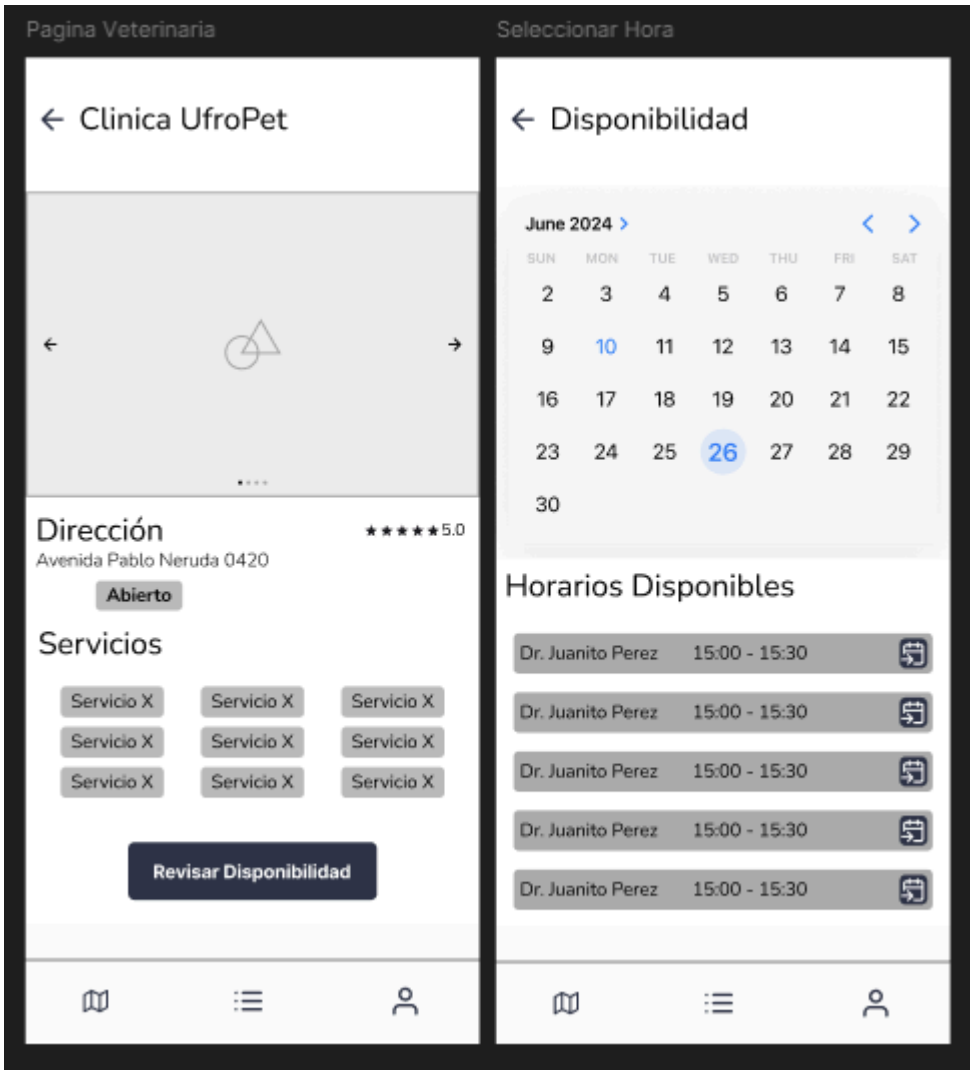 Pagina Veterinaria
Clinica UfroPet
Dirección
5.0
Avenida Pablo Neruda 0420
Abierto
Servicios
Servicio X Servicio X Servicio X
Servicio X Servicio X Servicio X
Servicio X Servicio X Servicio X
Revisar Disponibilidad
Seleccionar Hora
Disponibilidad
June 2024
SUN MON TUE WED THU FRI SAT
2 3 4 5 6 7 8
9 10 11 12 13 14 15
16 17 18 19 20 21 22
23 24 25 26 27 28 29
30
Horarios Disponibles
Dr. Juanito Perez 15:00 - 15:30
Dr. Juanito Perez 15:00 - 15:30
Dr. Juanito Perez 15:00 - 15:30
Dr. Juanito Perez 15:00 - 15:30
Dr. Juanito Perez 15:00 - 15:30